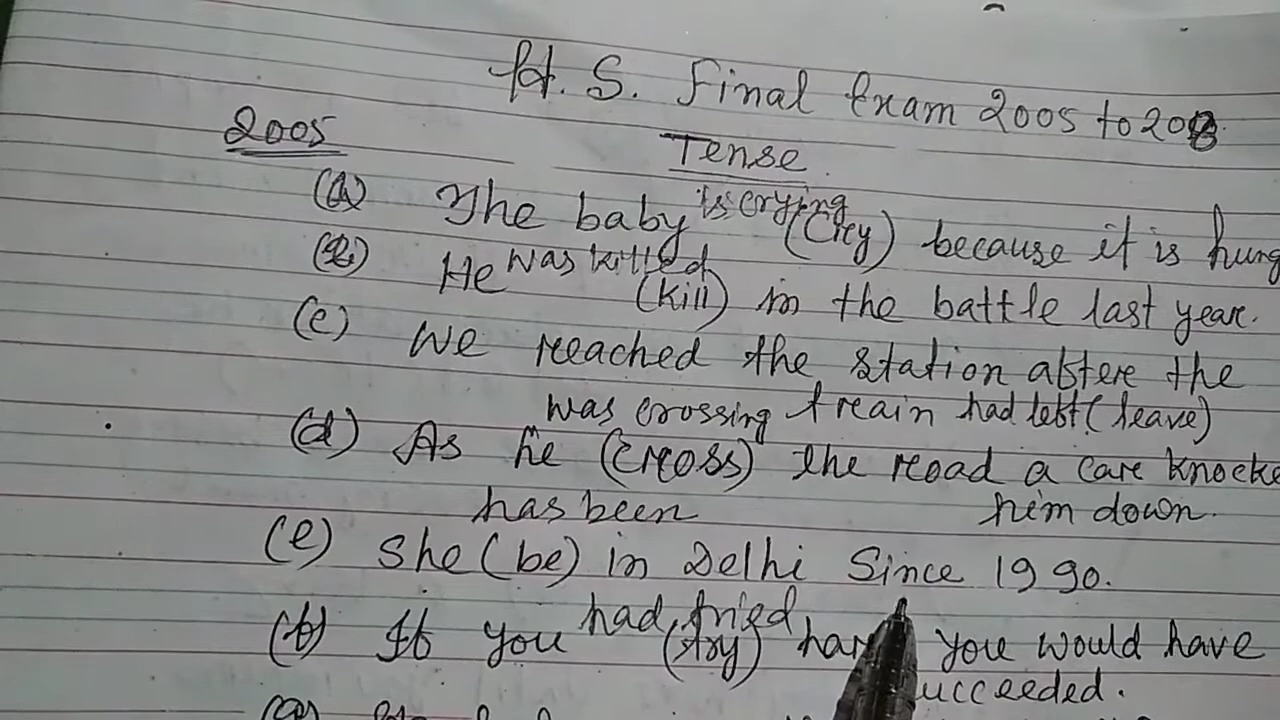 H. S. Final Exam 2005 to 2018
2005
Tense
is crying
(a) The baby (Cry) because it is hung
was killed
(b) He (kill) in the battle last year.
(c) We reached the station after the
train had left (leave)
was crossing
(d) As he (cross) the road a car knocke
him down.
has been
(e) She (be) in Delhi Since 1990.
had tried
(f) If you (try) har you would have
ucceeded.